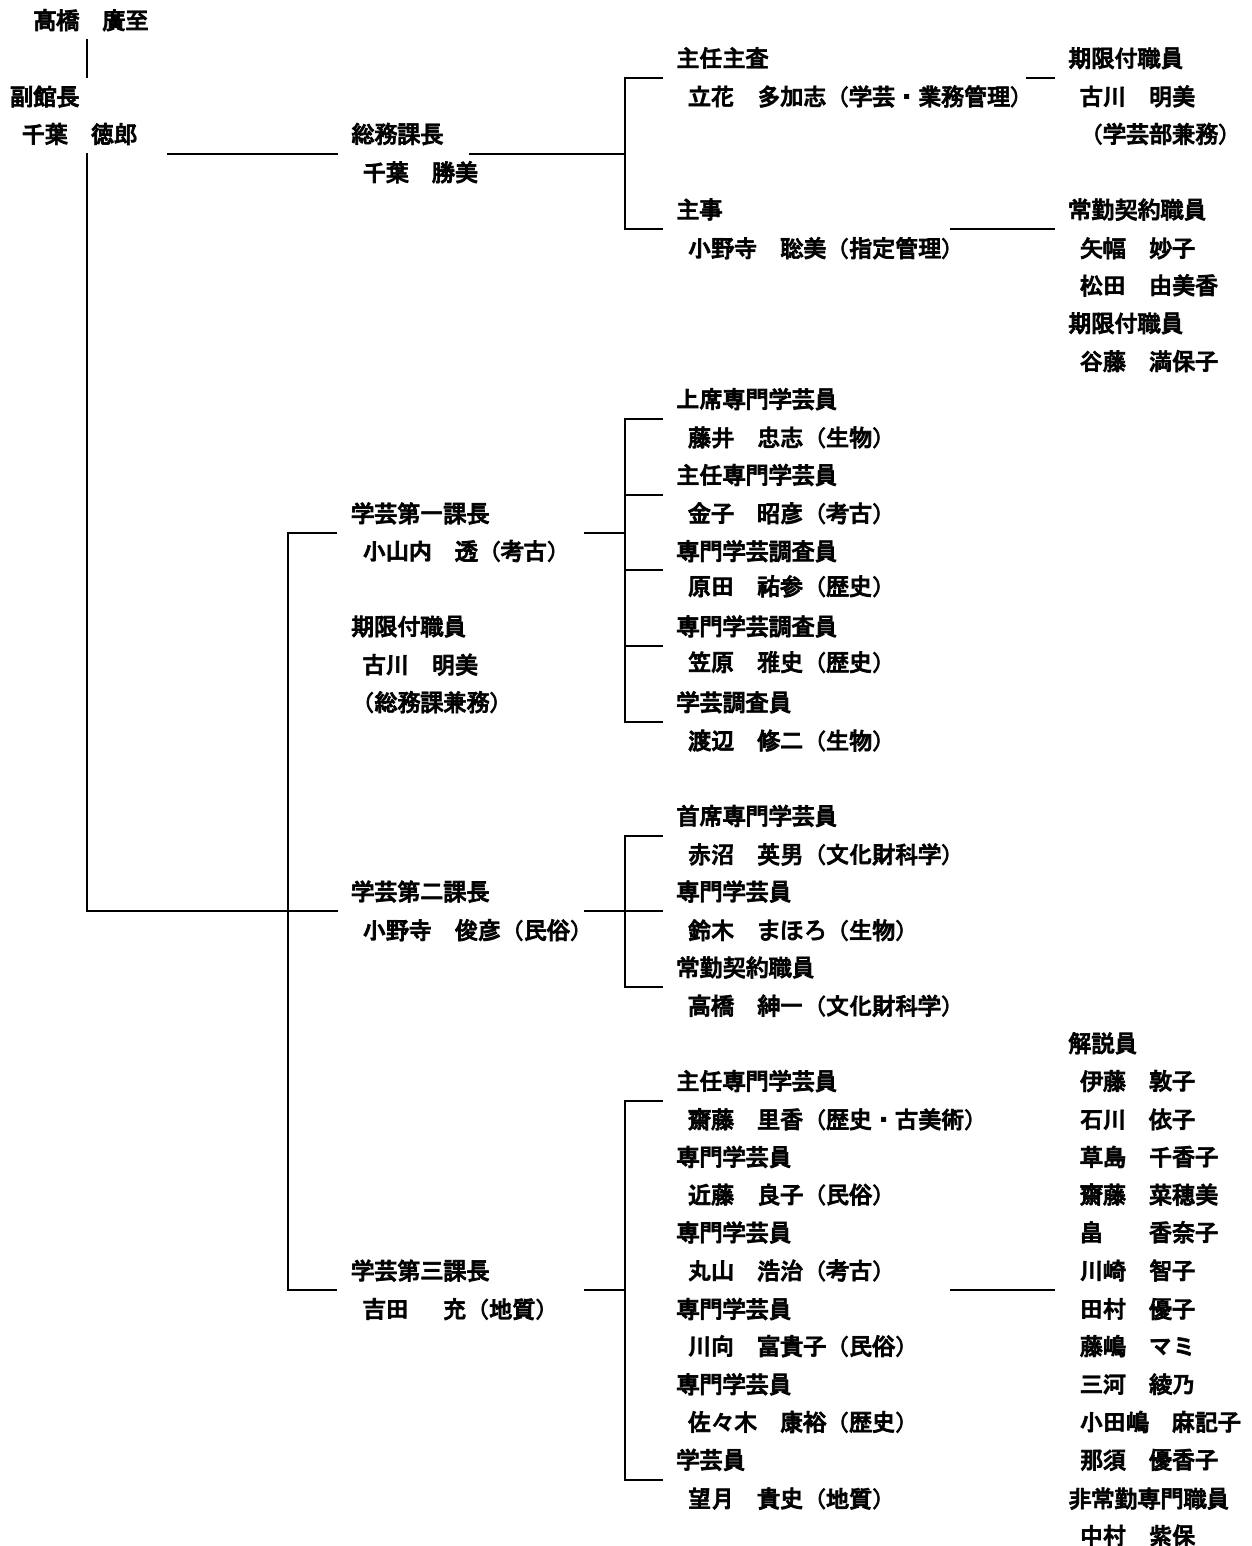 髙橋　廣至
副館長
千葉　徳郎
総務課長
千葉　勝美
主任主査
立花　多加志（学芸・業務管理）
主事
小野寺　聡美（指定管理）
期限付職員
古川　明美
（学芸部兼務）
常勤契約職員
矢幅　妙子
松田　由美香
期限付職員
谷藤　満保子
学芸第一課長
小山内　透（考古）
期限付職員
古川　明美
（総務課兼務）
上席専門学芸員
藤井　忠志（生物）
主任専門学芸員
金子　昭彦（考古）
専門学芸調査員
原田　祐参（歴史）
専門学芸調査員
笠原　雅史（歴史）
学芸調査員
渡辺　修二（生物）
学芸第二課長
小野寺　俊彦（民俗）
首席専門学芸員
赤沼　英男（文化財科学）
専門学芸員
鈴木　まほろ（生物）
常勤契約職員
高橋　紳一（文化財科学）
学芸第三課長
吉田　充（地質）
主任専門学芸員
齋藤　里香（歴史・古美術）
専門学芸員
近藤　良子（民俗）
専門学芸員
丸山　浩治（考古）
専門学芸員
川向　富貴子（民俗）
専門学芸員
佐々木　康裕（歴史）
学芸員
望月　貴史（地質）
解説員
伊藤　敦子
石川　依子
草島　千香子
齋藤　菜穂美
畠　　香奈子
川崎　智子
田村　優子
藤嶋　マミ
三河　綾乃
小田嶋　麻記子
那須　優香子
非常勤専門職員
中村　紫保